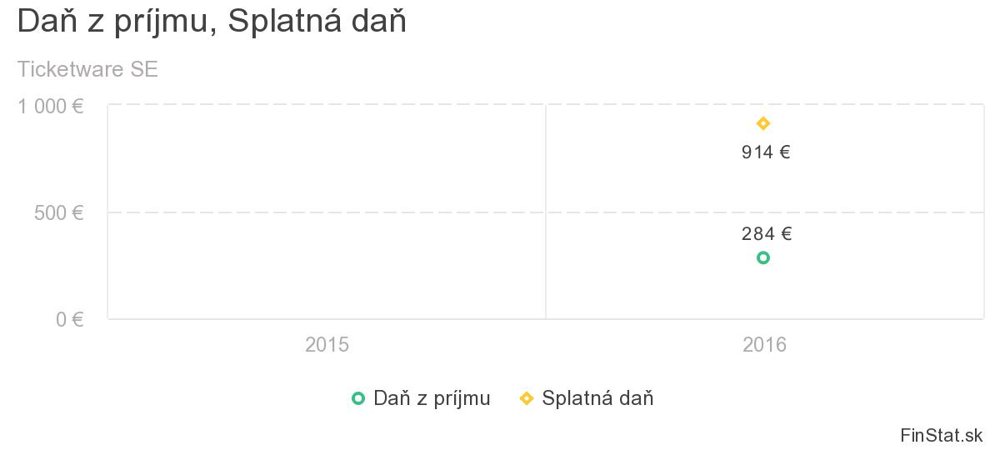 Daň z príjmu, Splatná daň
Ticketware SE
1 000 €
914 €
500 €
284 €
0 €
2015 2016
Daň z príjmu Splatná daň
FinStat.sk